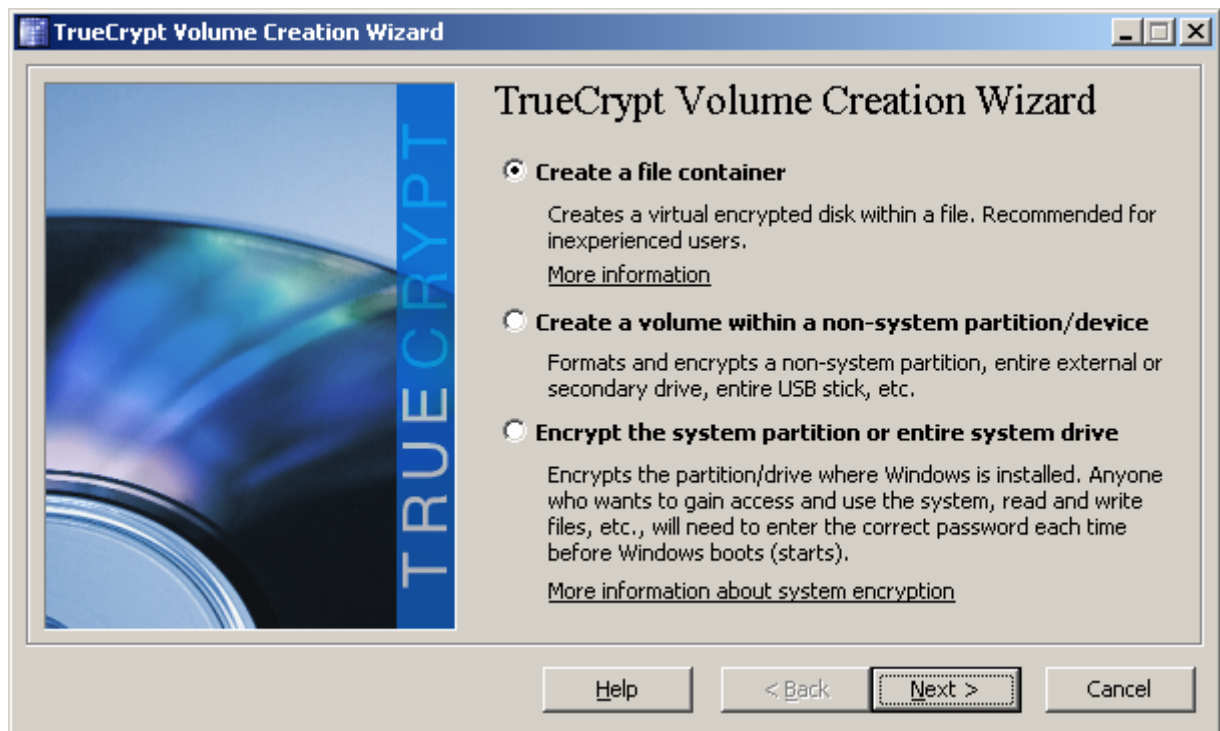 TrueCrypt Volume Creation Wizard
TRUECRYPT
TrueCrypt Volume Creation Wizard
Create a file container
Creates a virtual encrypted disk within a file. Recommended for
inexperienced users.
More information
Create a volume within a non-system partition/device
Formats and encrypts a non-system partition, entire external or
secondary drive, entire USB stick, etc.
Encrypt the system partition or entire system drive
Encrypts the partition/drive where Windows is installed. Anyone
who wants to gain access and use the system, read and write
files, etc., will need to enter the correct password each time
before Windows boots (starts).
More information about system encryption
Help
< Back
Next >
Cancel